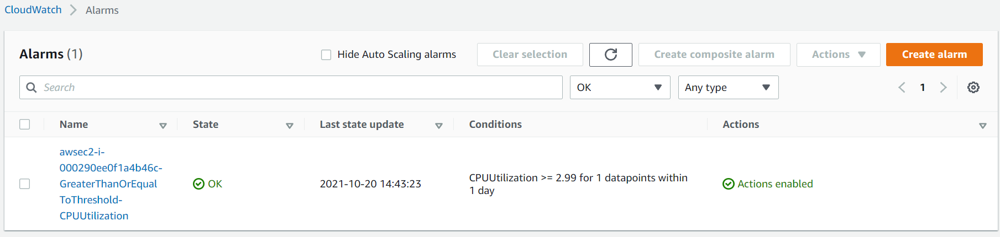 CloudWatch > Alarms
Alarms (1)
Hide Auto Scaling alarms
Clear selection
Create composite alarm
Actions
Create alarm
Search
OK
Any type
1
Name
State
Last state update
Conditions
Actions
awsec2-i-
000290ee0f1a4b46c-
GreaterThanOrEqual
ToThreshold-
CPUUtilization
OK
2021-10-20 14:43:23
CPUUtilization >= 2.99 for 1 datapoints within
1 day
Actions enabled